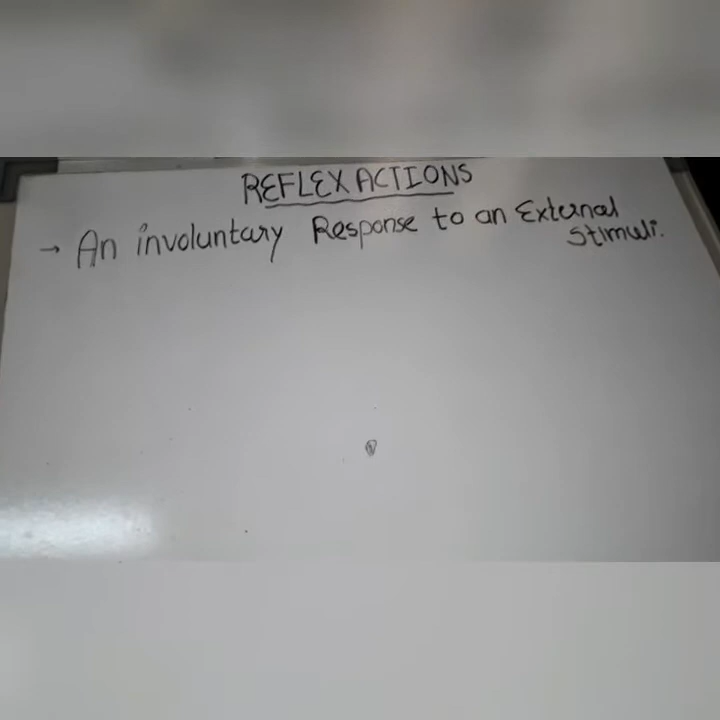 REFLEX ACTIONS
→ An involuntary Response to an External
Stimuli.